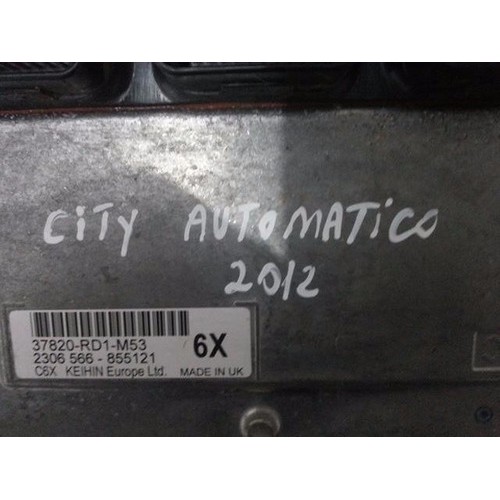 CITY AUTOMATICO
2012
37820-RD1-M53
6X
2306 566 - 855121
C6X KEIHIN Europe Ltd.
MADE IN UK